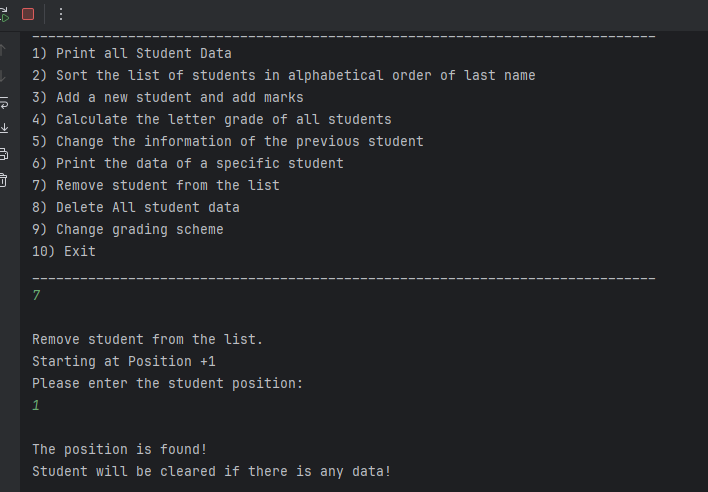 1) Print all Student Data
2) Sort the list of students in alphabetical order of last name
3) Add a new student and add marks
4) Calculate the letter grade of all students
5) Change the information of the previous student
6) Print the data of a specific student
7) Remove student from the list
8) Delete All student data
9) Change grading scheme
10) Exit
7
Remove student from the list.
Starting at Position +1
Please enter the student position:
1
The position is found!
Student will be cleared if there is any data!